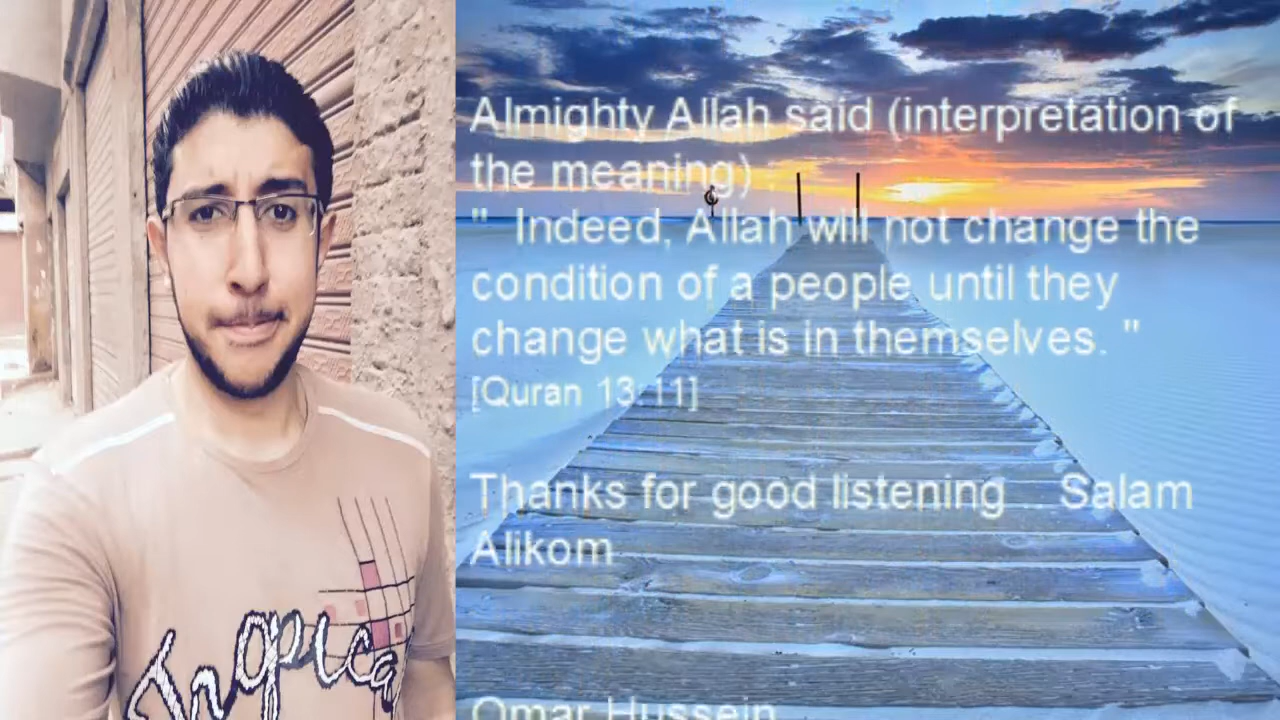 Almighty Allah said (interpretation of
the meaning)
" Indeed, Allah will not change the
condition of a people until they
change what is in themselves. "
[Quran 13:11]
Thanks for good listening Salam
Alikom
Omar Hussein
Tropical